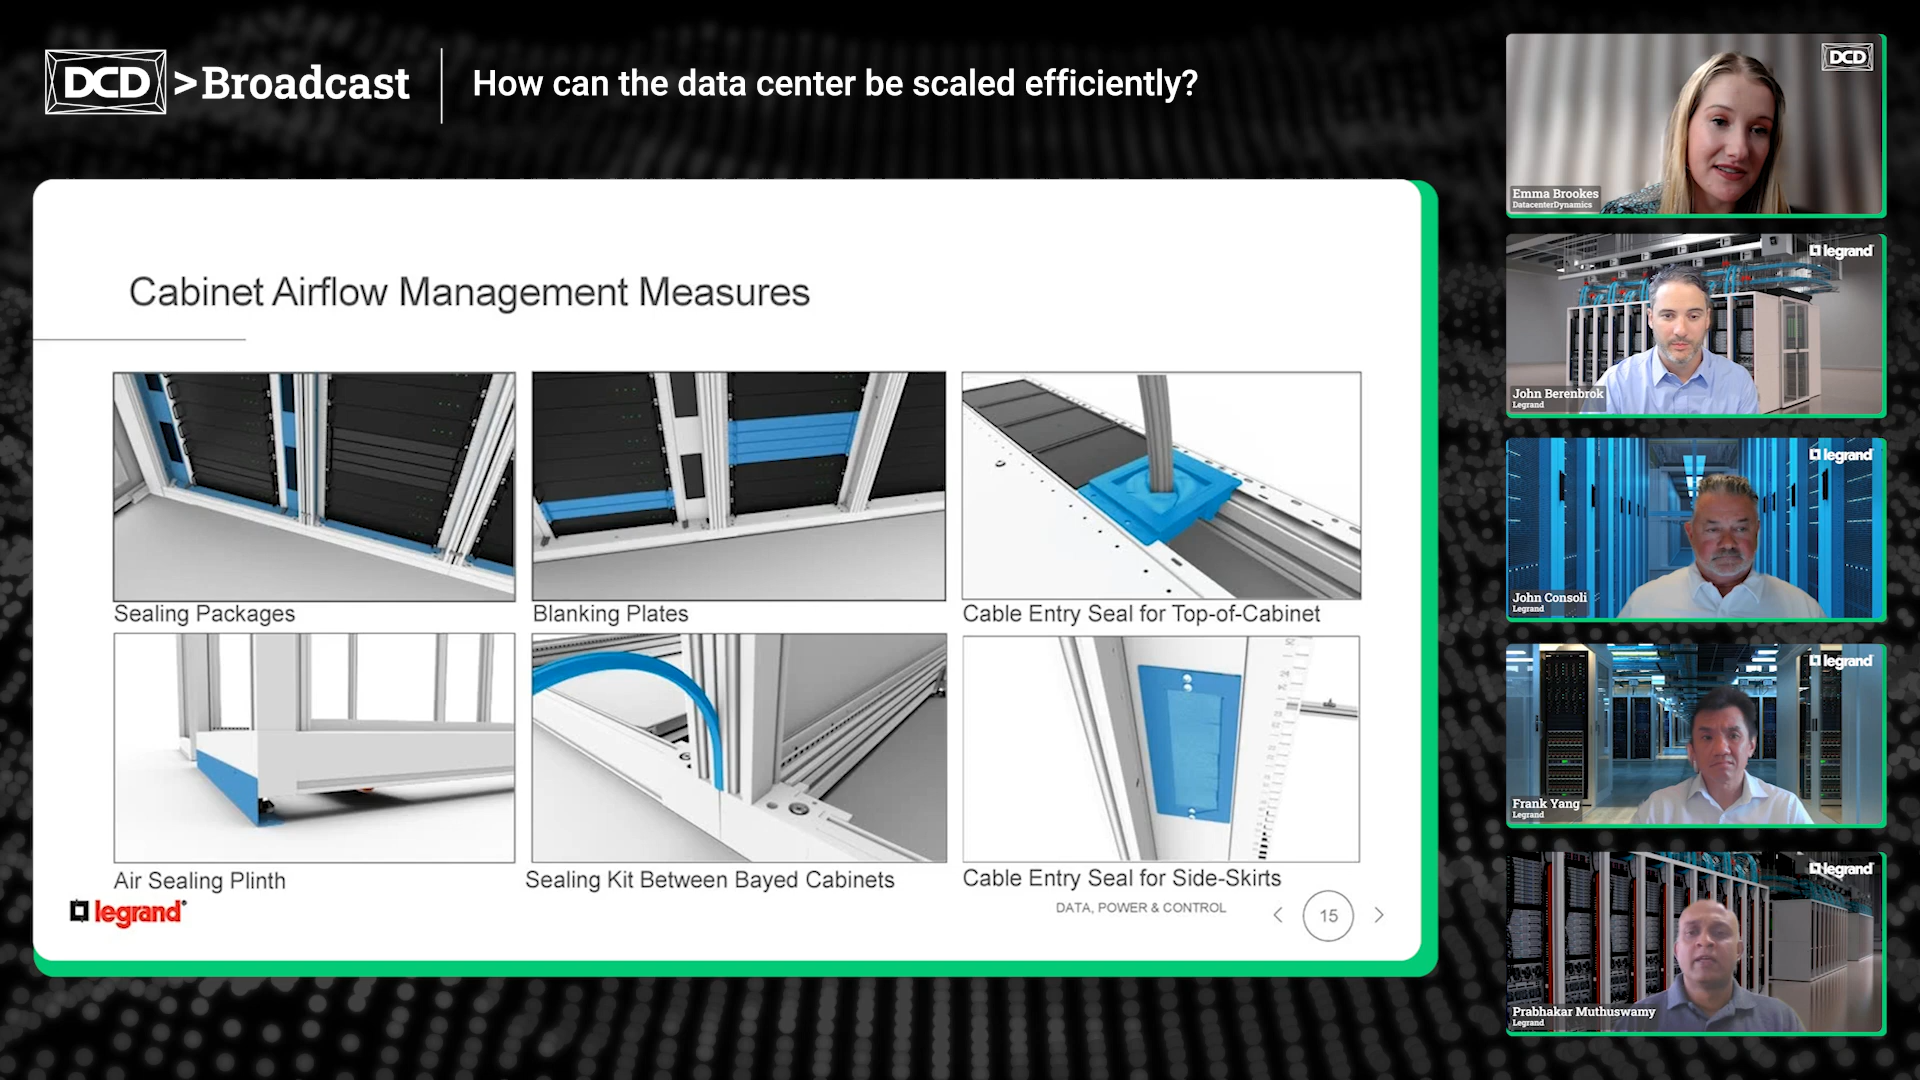 DCD >Broadcast
How can the data center be scaled efficiently?
Cabinet Airflow Management Measures
Sealing Packages
Blanking Plates
Cable Entry Seal for Top-of-Cabinet
Air Sealing Plinth
Sealing Kit Between Bayed Cabinets
Cable Entry Seal for Side-Skirts
legrand®
DATA, POWER & CONTROL
< 15 >
DCD
Emma Brookes
DatacenterDynamics
legrand
John Berenbrok
Legrand
legrand
John Consoli
Legrand
legrand
Frank Yang
Legrand
legrand
Prabhakar Muthuswamy
Legrand